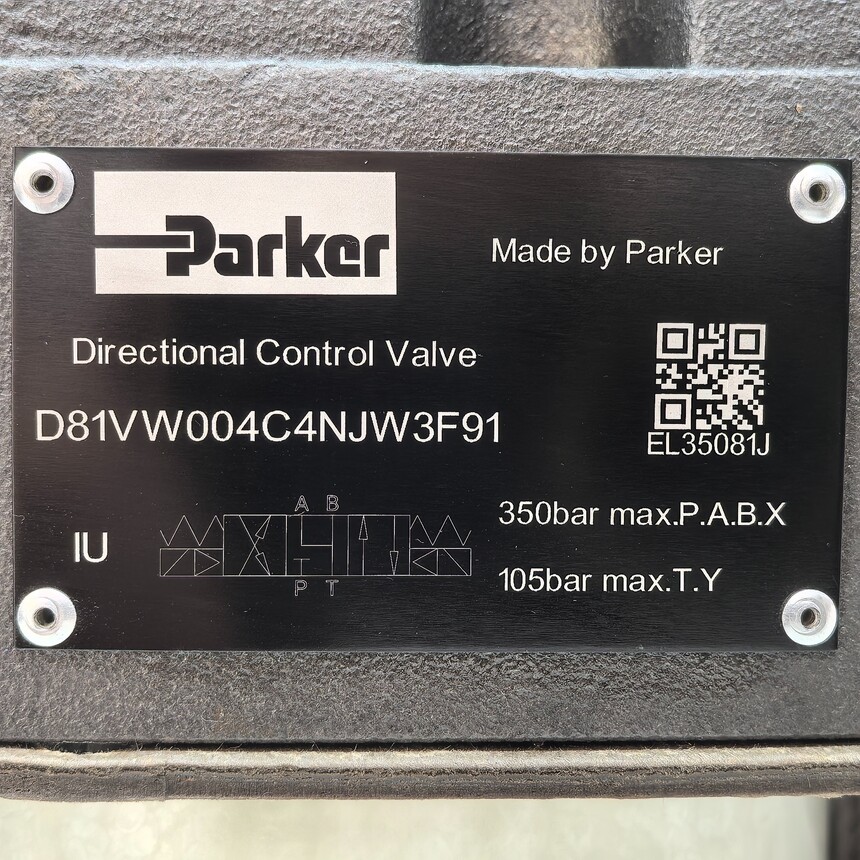 Parker
Made by Parker
Directional Control Valve
D81VW004C4NJW3F91
EL35081J
A B
350bar max.P.A.B.X
IU
P T
105bar max.T.Y